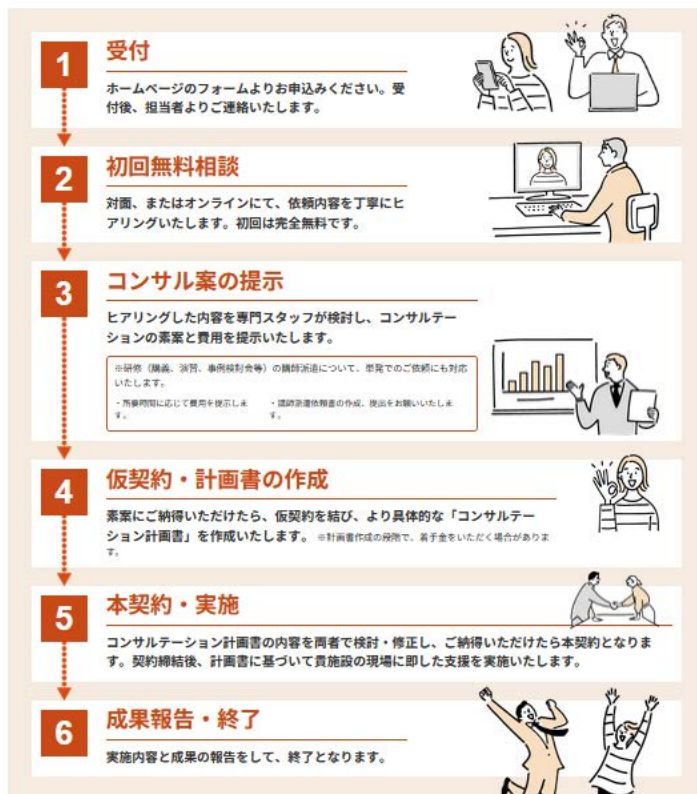 1
受付
ホームページのフォームよりお申込みください。受
付後、担当者よりご連絡いたします。
2
初回無料相談
対面、またはオンラインにて、依頼内容を丁寧にヒ
アリングいたします。初回は完全無料です。
3
コンサル案の提示
ヒアリングした内容を専門スタッフが検討し、コンサルテー
ションの素案と費用を提示いたします。
※研修（講義、演習、事例検討会等）の講師派遣について、単発でのご依頼にも対応
いたします。
・所要時間に応じて費用を提示しま
す。
・講師派遣依頼書の作成、提出をお願いいたしま
す。
4
仮契約・計画書の作成
素案にご納得いただけたら、仮契約を結び、より具体的な「コンサルテー
ション計画書」を作成いたします。 ※計画書作成の段階で、着手金をいただく場合がありま
す。
5
本契約・実施
コンサルテーション計画書の内容を両者で検討・修正し、ご納得いただけたら本契約となりま
す。契約締結後、計画書に基づいて貴施設の現場に即した支援を実施いたします。
6
成果報告・終了
実施内容と成果の報告をして、終了となります。